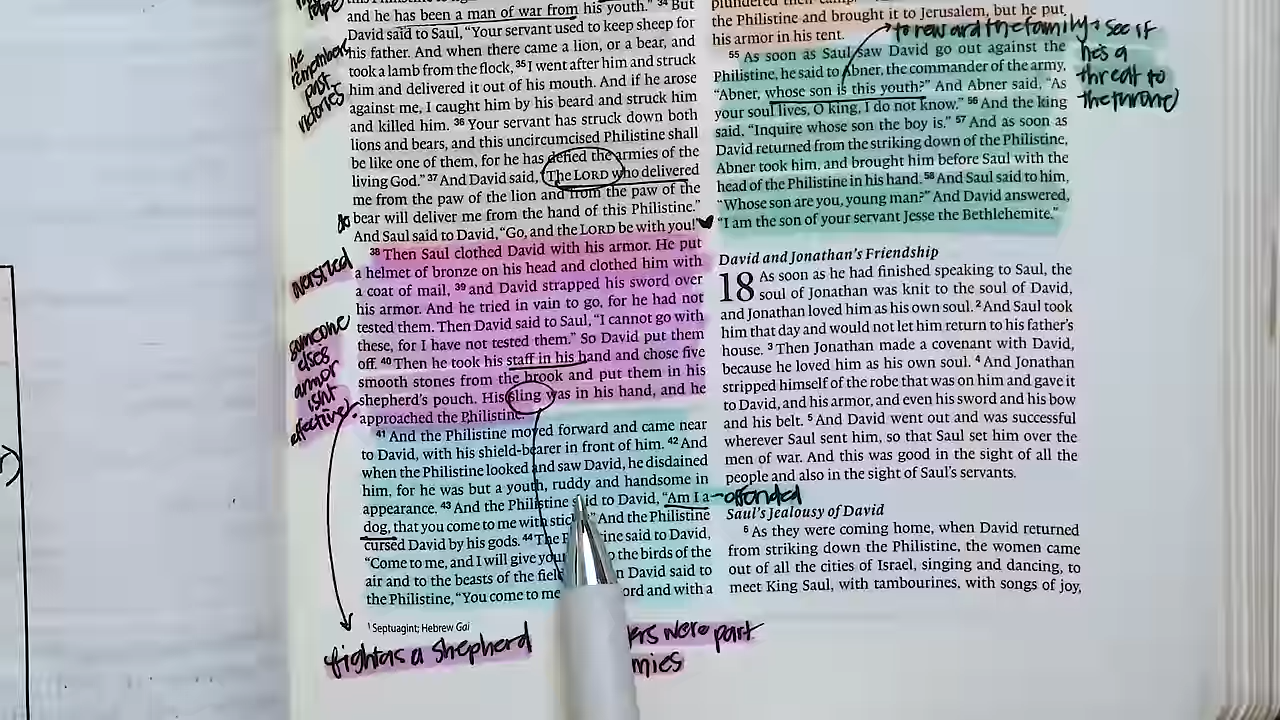 and he has been a man of war from his youth." 34 But
David said to Saul, "Your servant used to keep sheep for
his father. And when there came a lion, or a bear, and
took a lamb from the flock, 35 I went after him and struck
him and delivered it out of his mouth. And if he arose
against me, I caught him by his beard and struck him
and killed him. 36 Your servant has struck down both
lions and bears, and this uncircumcised Philistine shall
be like one of them, for he has defied the armies of the
living God." 37 And David said, "The LORD who delivered
me from the paw of the lion and from the paw of the
bear will deliver me from the hand of this Philistine."
And Saul said to David, "Go, and the LORD be with you!"
38 Then Saul clothed David with his armor. He put
a helmet of bronze on his head and clothed him with
a coat of mail, 39 and David strapped his sword over
his armor. And he tried in vain to go, for he had not
tested them. Then David said to Saul, "I cannot go with
these, for I have not tested them." So David put them
off. 40 Then he took his staff in his hand and chose five
smooth stones from the brook and put them in his
shepherd's pouch. His sling was in his hand, and he
approached the Philistine.
41 And the Philistine moved forward and came near
to David, with his shield-bearer in front of him. 42 And
when the Philistine looked and saw David, he disdained
him, for he was but a youth, ruddy and handsome in
appearance. 43 And the Philistine said to David, "Am I a
dog, that you come to me with And the Philistine
cursed David by his gods. 44 The said to David,
"Come to me, and I will give your to the birds of the
air and to the beasts of the field David said to
the Philistine, "You come to me and with a
1 Septuagint; Hebrew Gai
he
remembers
past
victories
someone
elses
armor
isnt
effective
fight as a shepherd
were part
the Philistine and brought it to Jerusalem, but he put
his armor in his tent.
to reward the family + see if
he's a
threat to
the throne
55 As soon as Saul saw David go out against the
Philistine, he said to Abner, the commander of the army,
"Abner, whose son is this youth?" And Abner said, "As
your soul lives, O king, I do not know." 56 And the king
said, "Inquire whose son the boy is." 57 And as soon as
David returned from the striking down of the Philistine,
Abner took him, and brought him before Saul with the
head of the Philistine in his hand. 58 And Saul said to him,
"Whose son are you, young man?" And David answered,
"I am the son of your servant Jesse the Bethlehemite."
David and Jonathan's Friendship
18 As soon as he had finished speaking to Saul, the
soul of Jonathan was knit to the soul of David,
and Jonathan loved him as his own soul. 2 And Saul took
him that day and would not let him return to his father's
house. 3 Then Jonathan made a covenant with David,
because he loved him as his own soul. 4 And Jonathan
stripped himself of the robe that was on him and gave it
to David, and his armor, and even his sword and his bow
and his belt. 5 And David went out and was successful
wherever Saul sent him, so that Saul set him over the
men of war. And this was good in the sight of all the
people and also in the sight of Saul's servants.
offended
Saul's Jealousy of David
6 As they were coming home, when David returned
from striking down the Philistine, the women came
out of all the cities of Israel, singing and dancing, to
meet King Saul, with tambourines, with songs of joy,